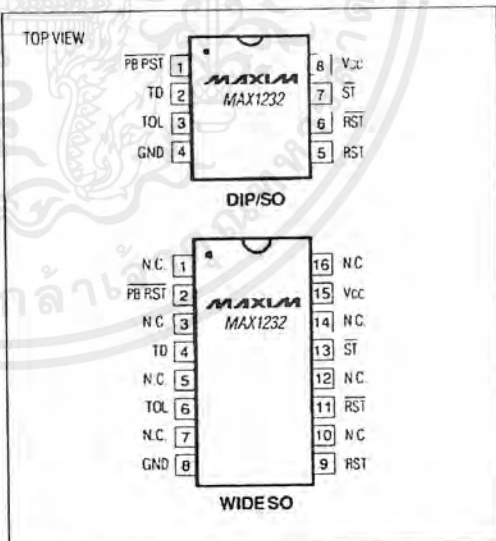 TOP VIEW
PB RST 1
TD 2
TOL 3
GND 4
MAXIM
MAX1232
8 VCC
7 ST
6 RST
5 RST
DIP/SO
N.C. 1
PB RST 2
N.C. 3
TD 4
N.C. 5
TOL 6
N.C. 7
GND 8
MAXIM
MAX1232
16 N.C
15 VCC
14 N.C.
13 ST
12 N.C.
11 RST
10 N.C
9 RST
WIDE SO